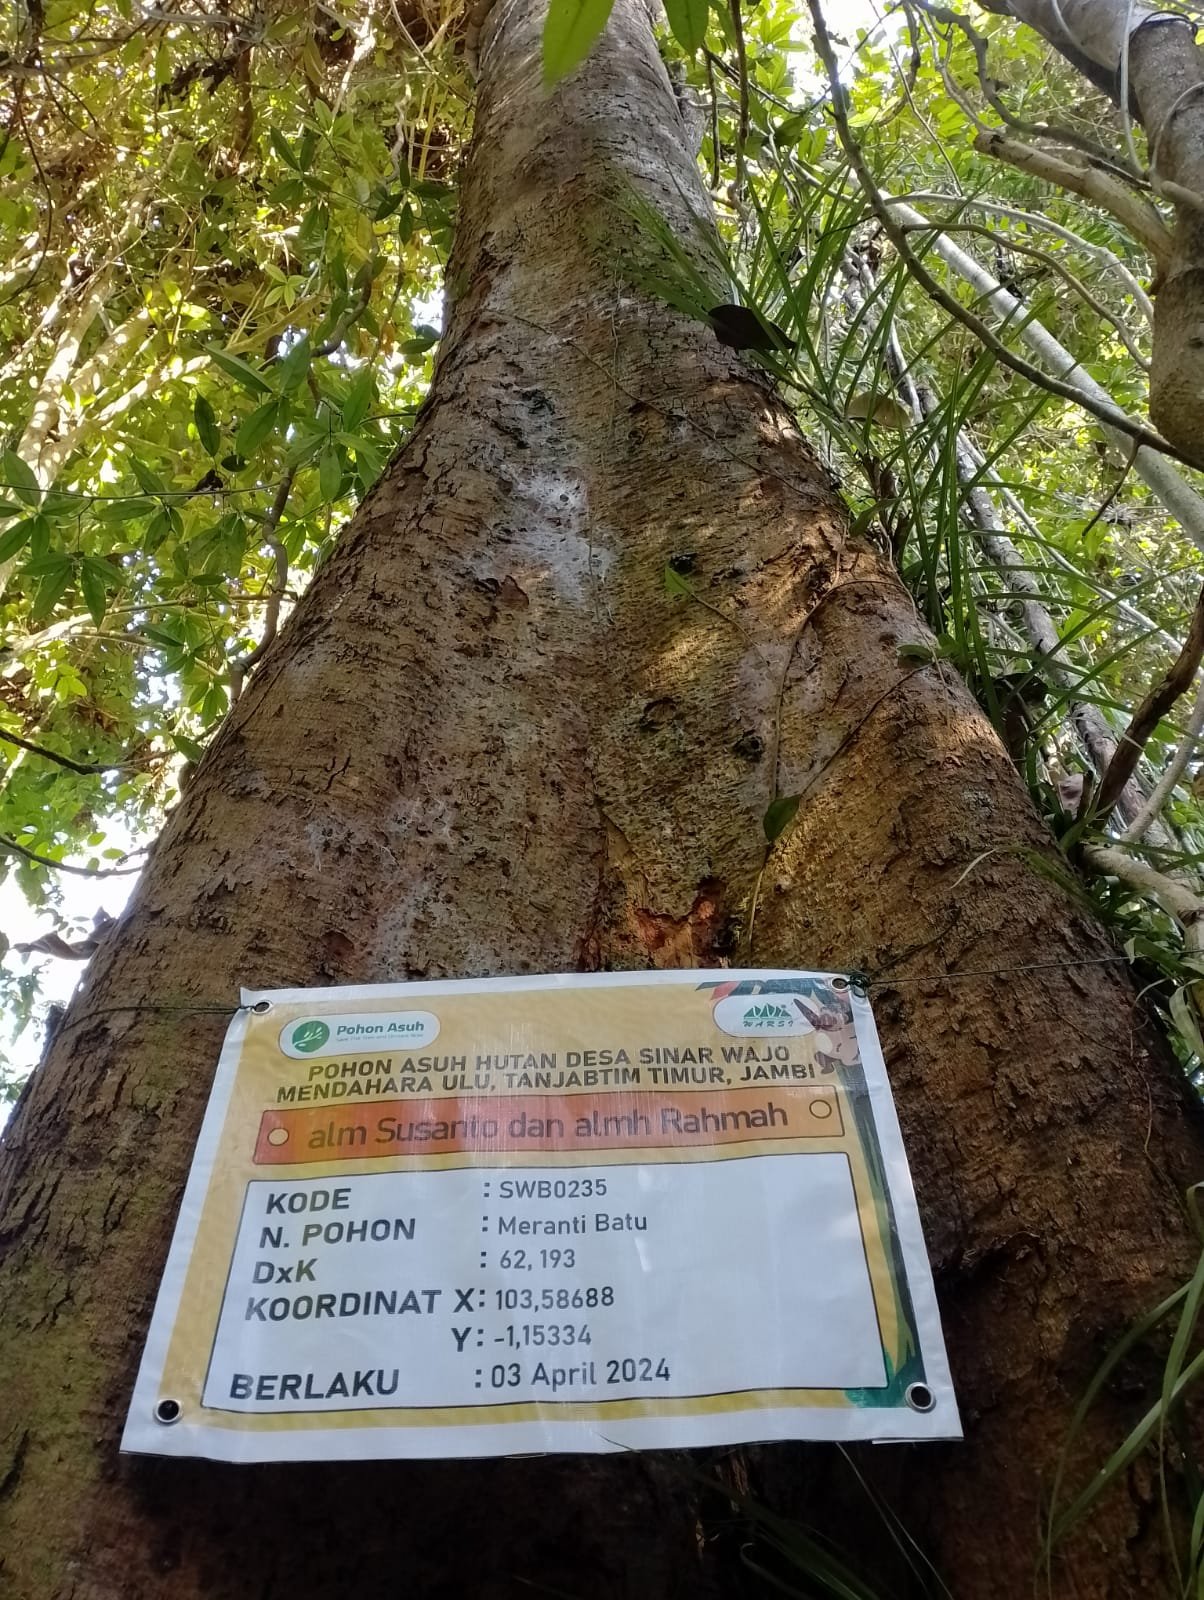 Pohon Asuh
WARSI
POHON ASUH HUTAN DESA SINAR WAJO
MENDAHARA ULU, TANJABTIM TIMUR, JAMBI
alm Susanto dan almh Rahmah
KODE : SWB0235
N. POHON : Meranti Batu
DxK : 62, 193
KOORDINAT X: 103,58688
Y: -1,15334
BERLAKU : 03 April 2024